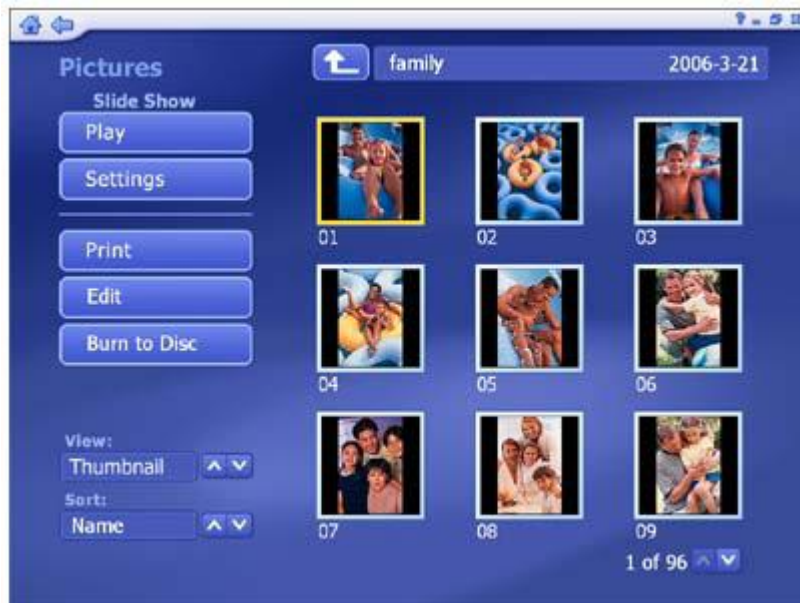 ?
Pictures
family 2006-3-21
Slide Show
Play
Settings
Print
Edit
Burn to Disc
01 02 03
04 05 06
07 08 09
View:
Thumbnail
Sort:
Name
1 of 96